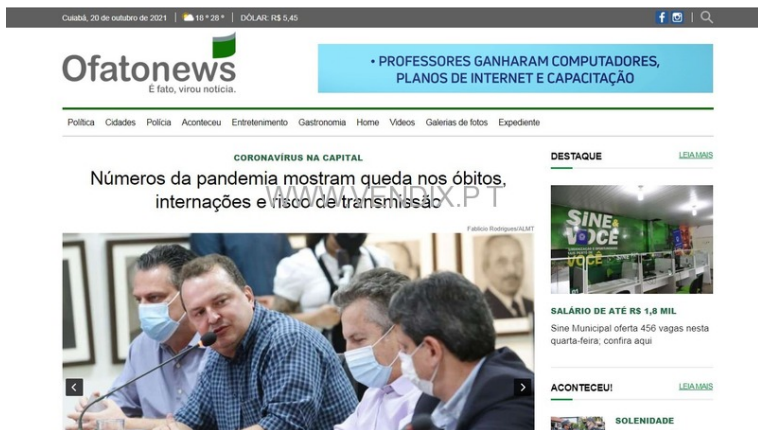 Cuiabá, 20 de outubro de 2021 | 18 º 28 º | DÓLAR: R$ 5,45
Ofatonews
É fato, virou notícia.
• PROFESSORES GANHARAM COMPUTADORES,
PLANOS DE INTERNET E CAPACITAÇÃO
Política Cidades Polícia Aconteceu Entretenimento Gastronomia Home Videos Galerias de fotos Expediente
CORONAVÍRUS NA CAPITAL
Números da pandemia mostram queda nos óbitos,
internações e risco de transmissão
WWW.VENDIX.PT
Fablicio Rodrigues/ALMT
DESTAQUE LEIA MAIS
SINE &
VOCÊ
VOCÊ
SALÁRIO DE ATÉ R$ 1,8 MIL
Sine Municipal oferta 456 vagas nesta
quarta-feira; confira aqui
ACONTECEU! LEIA MAIS
SOLENIDADE